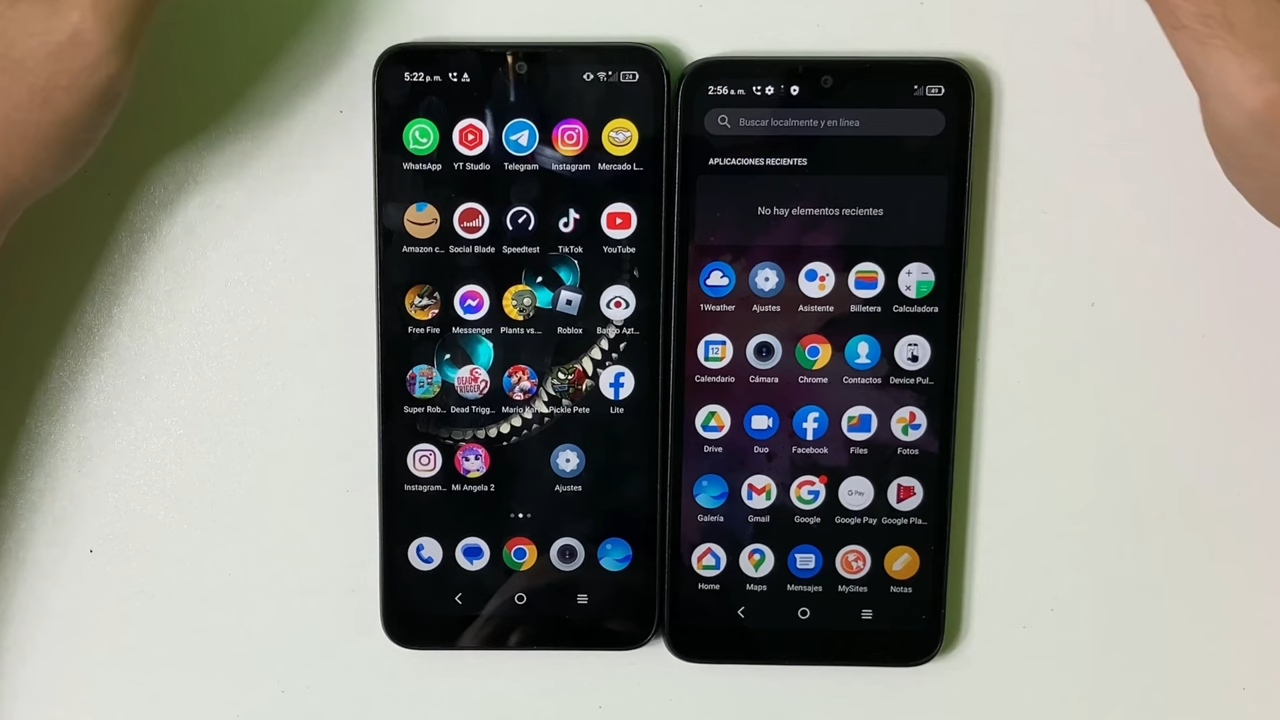 5:22 p. m.
24
WhatsApp
YT Studio
Telegram
Instagram
Mercado L...
Amazon c...
Social Blade
Speedtest
TikTok
YouTube
Free Fire
Messenger
Plants vs....
Roblox
Banco Azt...
Super Rob...
Dead Trigg...
Mario Kart
Pickle Pete
Lite
Instagram...
Mi Angela 2
Ajustes
2:56 a. m.
49
Buscar localmente y en línea
APLICACIONES RECIENTES
No hay elementos recientes
1Weather
Ajustes
Asistente
Billetera
Calculadora
12
Calendario
Cámara
Chrome
Contactos
Device Pul...
Drive
Duo
Facebook
Files
Fotos
Galería
Gmail
Google
G Pay
Google Pay
Google Pla...
Home
Maps
Mensajes
MySites
Notas